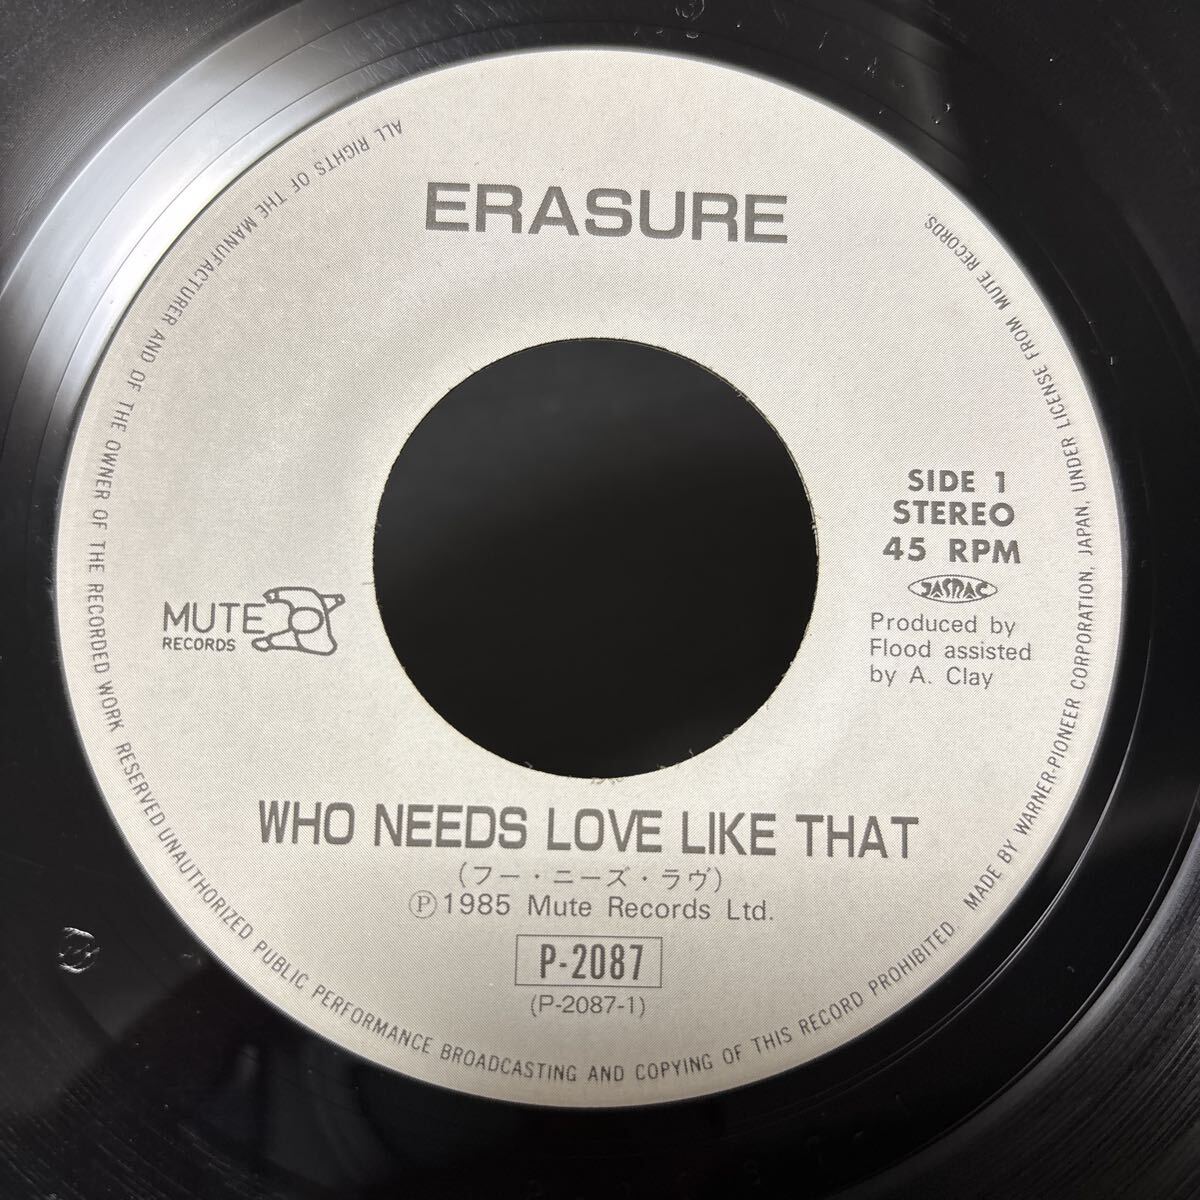 ERASURE
SIDE 1
STEREO
45 RPM
JASRAC
Produced by
Flood assisted
by A. Clay
MUTE
RECORDS
WHO NEEDS LOVE LIKE THAT
(フー・ニーズ・ラヴ)
Ⓟ1985 Mute Records Ltd.
P-2087
(P-2087-1)
ALL RIGHTS OF THE MANUFACTURER AND OF THE OWNER OF THE RECORDED WORK RESERVED UNAUTHORIZED PUBLIC PERFORMANCE BROADCASTING AND COPYING OF THIS RECORD PROHIBITED. MADE BY WARNER-PIONEER CORPORATION, JAPAN, UNDER LICENSE FROM MUTE RECORDS.